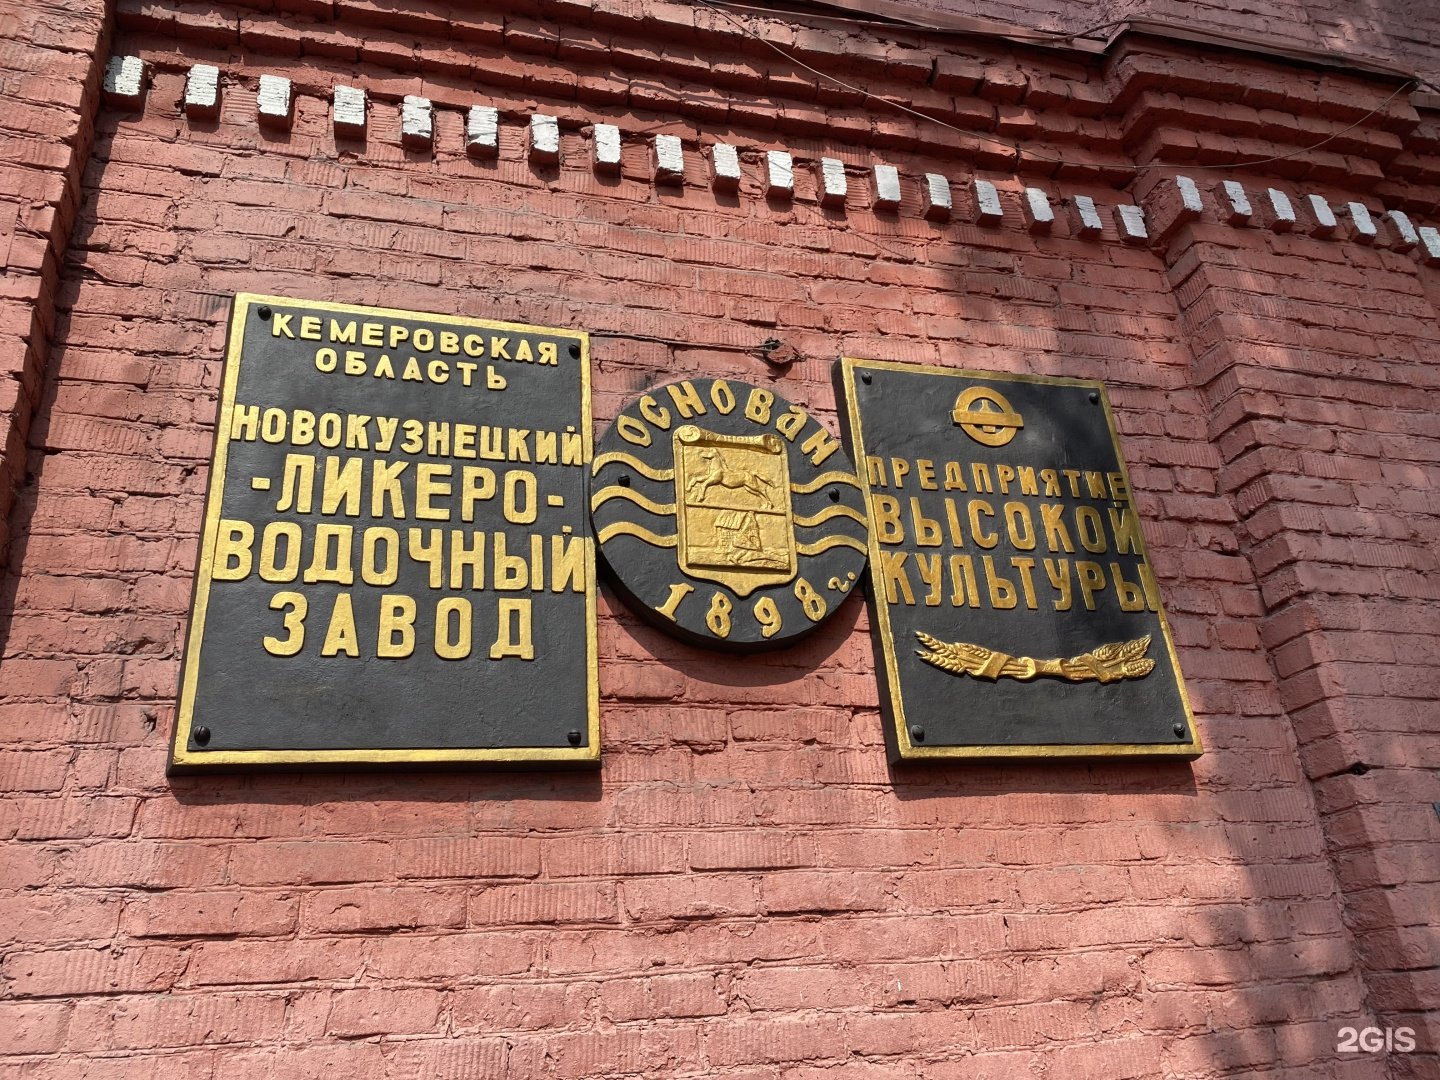 КЕМЕРОВСКАЯ
ОБЛАСТЬ
НОВОКУЗНЕЦКИЙ
-ЛИКЕРО-
ВОДОЧНЫЙ
ЗАВОД
ОСНОВАН
1898г.
ПРЕДПРИЯТИЕ
ВЫСОКОЙ
КУЛЬТУРЫ
2GIS